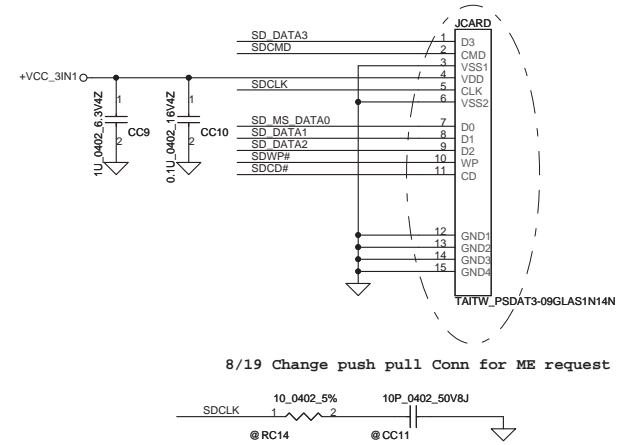 JCARD
SD_DATA3 1 D3
SDCMD 2 CMD
3 VSS1
+VCC_3IN1 4 VDD
SDCLK 5 CLK
6 VSS2
1U_0402_6.3V4Z 1 2 CC9
0.1U_0402_16V4Z 1 2 CC10
SD_MS_DATA0 7 D0
SD_DATA1 8 D1
SD_DATA2 9 D2
SDWP# 10 WP
SDCD# 11 CD
12 GND1
13 GND2
14 GND3
15 GND4
TAITW_PSDAT3-09GLAS1N14N
8/19 Change push pull Conn for ME request
10_0402_5% 10P_0402_50V8J
SDCLK 1 2
@RC14 @CC11